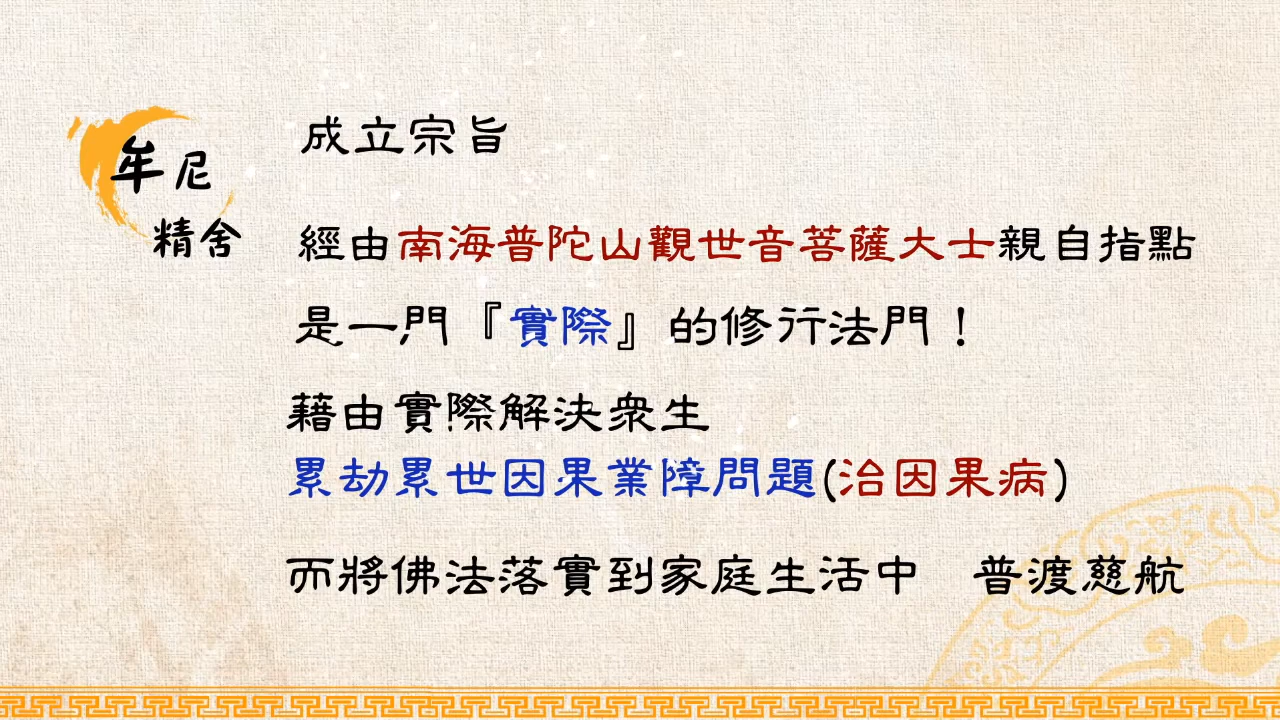 牟尼
精舍
成立宗旨
經由南海普陀山觀世音菩薩大士親自指點
是一門『實際』的修行法門！
藉由實際解決衆生
累劫累世因果業障問題(治因果病)
而將佛法落實到家庭生活中　普渡慈航